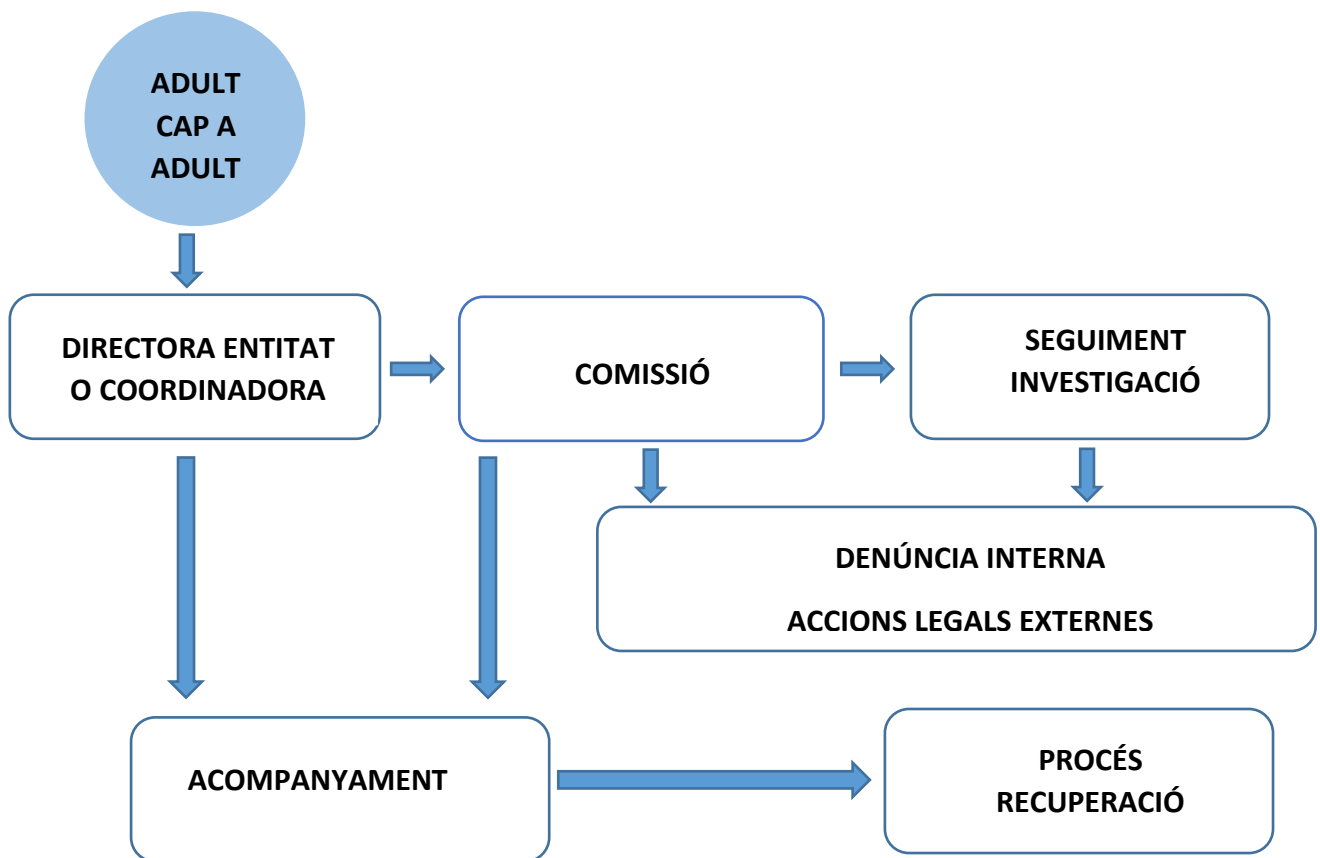 ADULT
CAP A
ADULT
DIRECTORA ENTITAT
O COORDINADORA
COMISSIÓ
SEGUIMENT
INVESTIGACIÓ
DENÚNCIA INTERNA
ACCIONS LEGALS EXTERNES
ACOMPANYAMENT
PROCÉS
RECUPERACIÓ